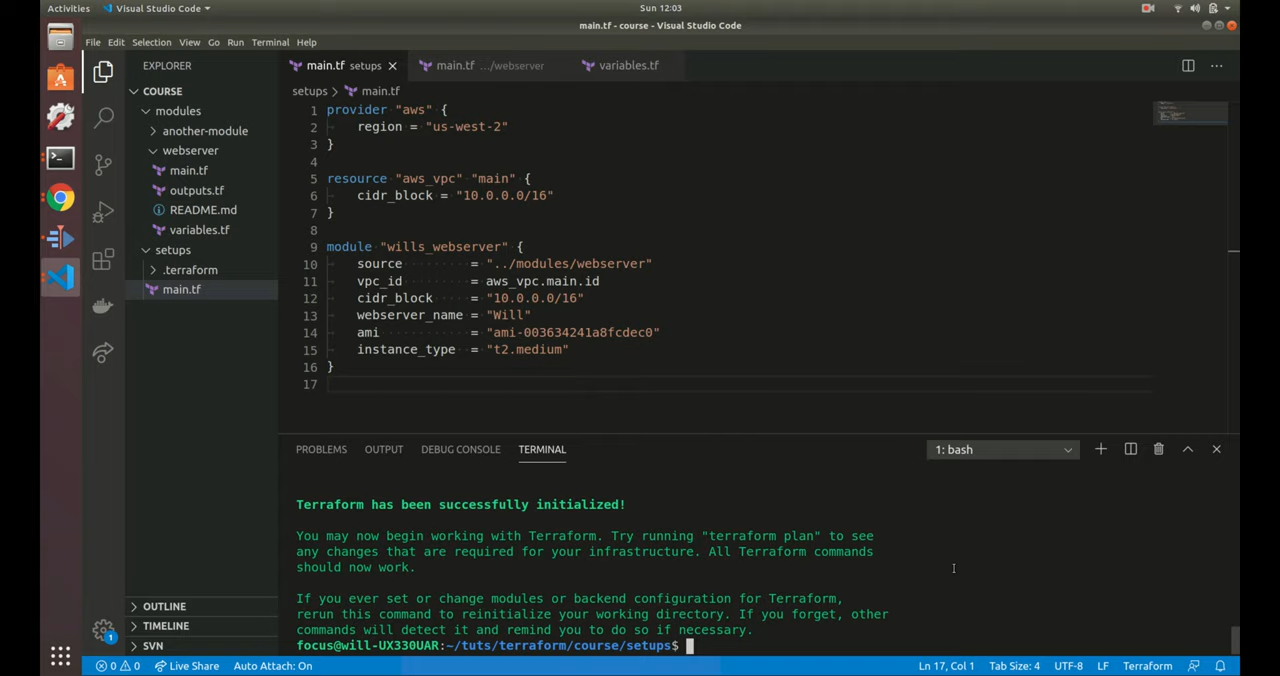 Activities
Visual Studio Code
Sun 12:03
main.tf - course - Visual Studio Code
File Edit Selection View Go Run Terminal Help
EXPLORER
COURSE
modules
another-module
webserver
main.tf
outputs.tf
README.md
variables.tf
setups
.terraform
main.tf
OUTLINE
TIMELINE
SVN
main.tf setups
main.tf .../webserver
variables.tf
setups > main.tf
1 provider "aws" {
2 region = "us-west-2"
3 }
4
5 resource "aws_vpc" "main" {
6 cidr_block = "10.0.0.0/16"
7 }
8
9 module "wills_webserver" {
10 source = "../modules/webserver"
11 vpc_id = aws_vpc.main.id
12 cidr_block = "10.0.0.0/16"
13 webserver_name = "Will"
14 ami = "ami-003634241a8fcdec0"
15 instance_type = "t2.medium"
16 }
17
PROBLEMS OUTPUT DEBUG CONSOLE TERMINAL
1: bash
Terraform has been successfully initialized!
You may now begin working with Terraform. Try running "terraform plan" to see
any changes that are required for your infrastructure. All Terraform commands
should now work.
If you ever set or change modules or backend configuration for Terraform,
rerun this command to reinitialize your working directory. If you forget, other
commands will detect it and remind you to do so if necessary.
focus@will-UX330UAR:~/tuts/terraform/course/setups$
1
0 0 Live Share Auto Attach: On
Ln 17, Col 1 Tab Size: 4 UTF-8 LF Terraform